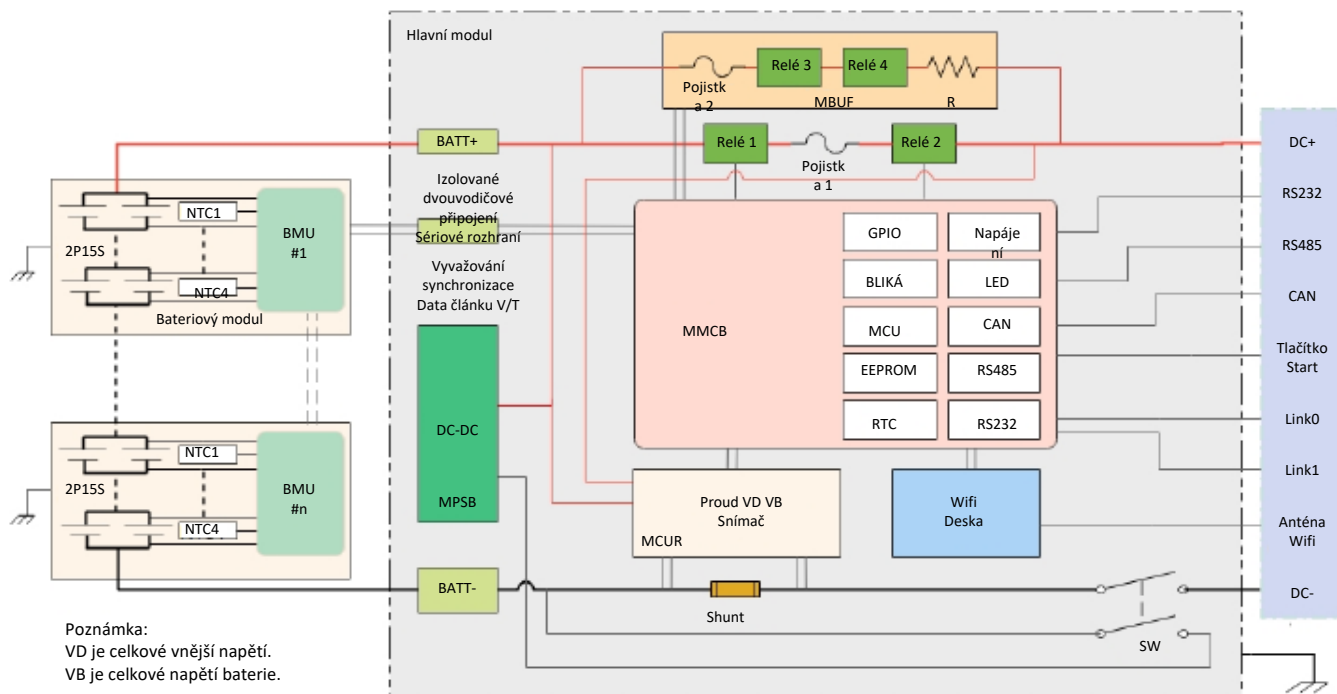 Hlavní modul
Relé 3
Relé 4
Pojistk
a 2
MBUF
R
BATT+
Relé 1
Pojistk
a 1
Relé 2
DC+
RS232
RS485
CAN
Tlačítko
Start
Link0
Link1
Anténa
Wifi
DC-
Izolované
dvouvodičové
připojení
Sériové rozhraní
Vyvažování
synchronizace
Data článku V/T
NTC1
2P15S
NTC4
Bateriový modul
BMU
#1
MMCB
GPIO
Napáje
ní
BLIKÁ
LED
MCU
CAN
EEPROM
RS485
RTC
RS232
DC-DC
MPSB
NTC1
2P15S
NTC4
BMU
#n
Proud VD VB
Snímač
MCUR
Wifi
Deska
BATT-
Shunt
SW
Poznámka:
VD je celkové vnější napětí.
VB je celkové napětí baterie.